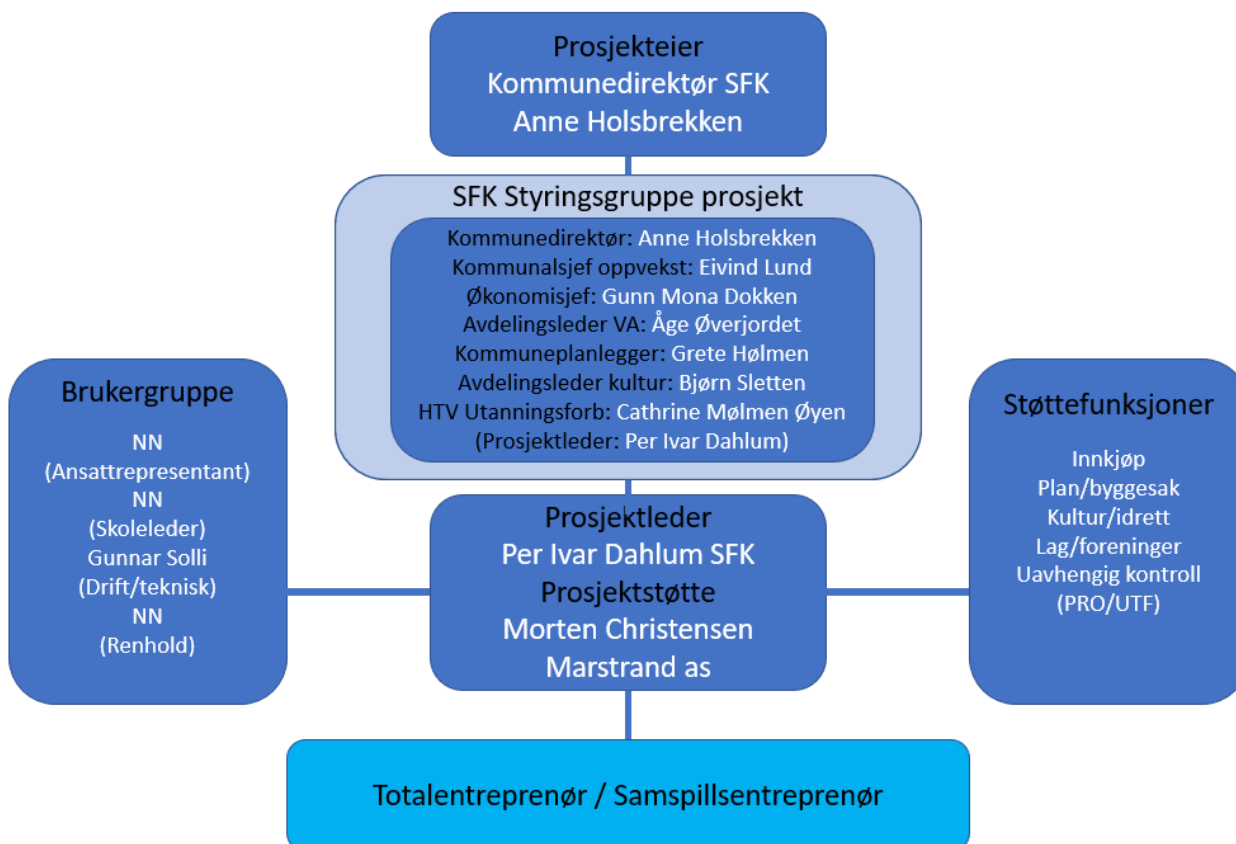 Prosjekteier
Kommunedirektør SFK
Anne Holsbrekken
SFK Styringsgruppe prosjekt
Kommunedirektør: Anne Holsbrekken
Kommunalsjef oppvekst: Eivind Lund
Økonomisjef: Gunn Mona Dokken
Avdelingsleder VA: Åge Øverjordet
Kommuneplanlegger: Grete Hølmen
Avdelingsleder kultur: Bjørn Sletten
HTV Utanningsforb: Cathrine Mølmen Øyen
(Prosjektleder: Per Ivar Dahlum)
Brukergruppe
NN
(Ansattrepresentant)
NN
(Skoleleder)
Gunnar Solli
(Drift/teknisk)
NN
(Renhold)
Prosjektleder
Per Ivar Dahlum SFK
Prosjektstøtte
Morten Christensen
Marstrand as
Støttefunksjoner
Innkjøp
Plan/byggesak
Kultur/idrett
Lag/foreninger
Uavhengig kontroll
(PRO/UTF)
Totalentreprenør / Samspillsentreprenør